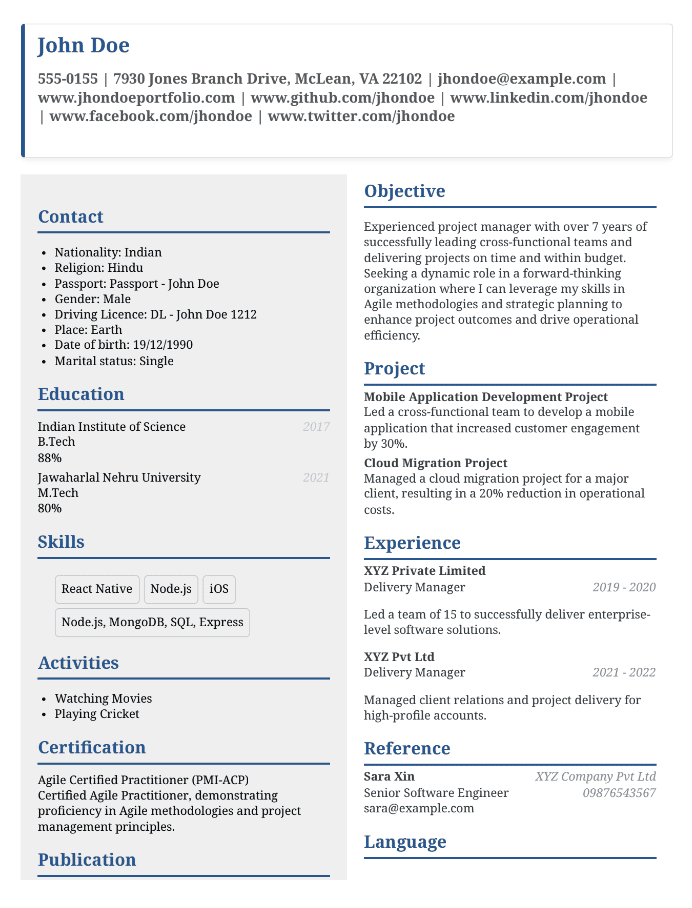 John Doe
555-0155 | 7930 Jones Branch Drive, McLean, VA 22102 | jhondoe@example.com |
www.jhondoeportfolio.com | www.github.com/jhondoe | www.linkedin.com/jhondoe
| www.facebook.com/jhondoe | www.twitter.com/jhondoe
Contact
• Nationality: Indian
• Religion: Hindu
• Passport: Passport - John Doe
• Gender: Male
• Driving Licence: DL - John Doe 1212
• Place: Earth
• Date of birth: 19/12/1990
• Marital status: Single
Education
Indian Institute of Science 2017
B.Tech
88%
Jawaharlal Nehru University 2021
M.Tech
80%
Skills
React Native Node.js iOS
Node.js, MongoDB, SQL, Express
Activities
• Watching Movies
• Playing Cricket
Certification
Agile Certified Practitioner (PMI-ACP)
Certified Agile Practitioner, demonstrating
proficiency in Agile methodologies and project
management principles.
Publication
Objective
Experienced project manager with over 7 years of
successfully leading cross-functional teams and
delivering projects on time and within budget.
Seeking a dynamic role in a forward-thinking
organization where I can leverage my skills in
Agile methodologies and strategic planning to
enhance project outcomes and drive operational
efficiency.
Project
Mobile Application Development Project
Led a cross-functional team to develop a mobile
application that increased customer engagement
by 30%.
Cloud Migration Project
Managed a cloud migration project for a major
client, resulting in a 20% reduction in operational
costs.
Experience
XYZ Private Limited
Delivery Manager 2019 - 2020
Led a team of 15 to successfully deliver enterprise-
level software solutions.
XYZ Pvt Ltd
Delivery Manager 2021 - 2022
Managed client relations and project delivery for
high-profile accounts.
Reference
Sara Xin XYZ Company Pvt Ltd
Senior Software Engineer 09876543567
sara@example.com
Language